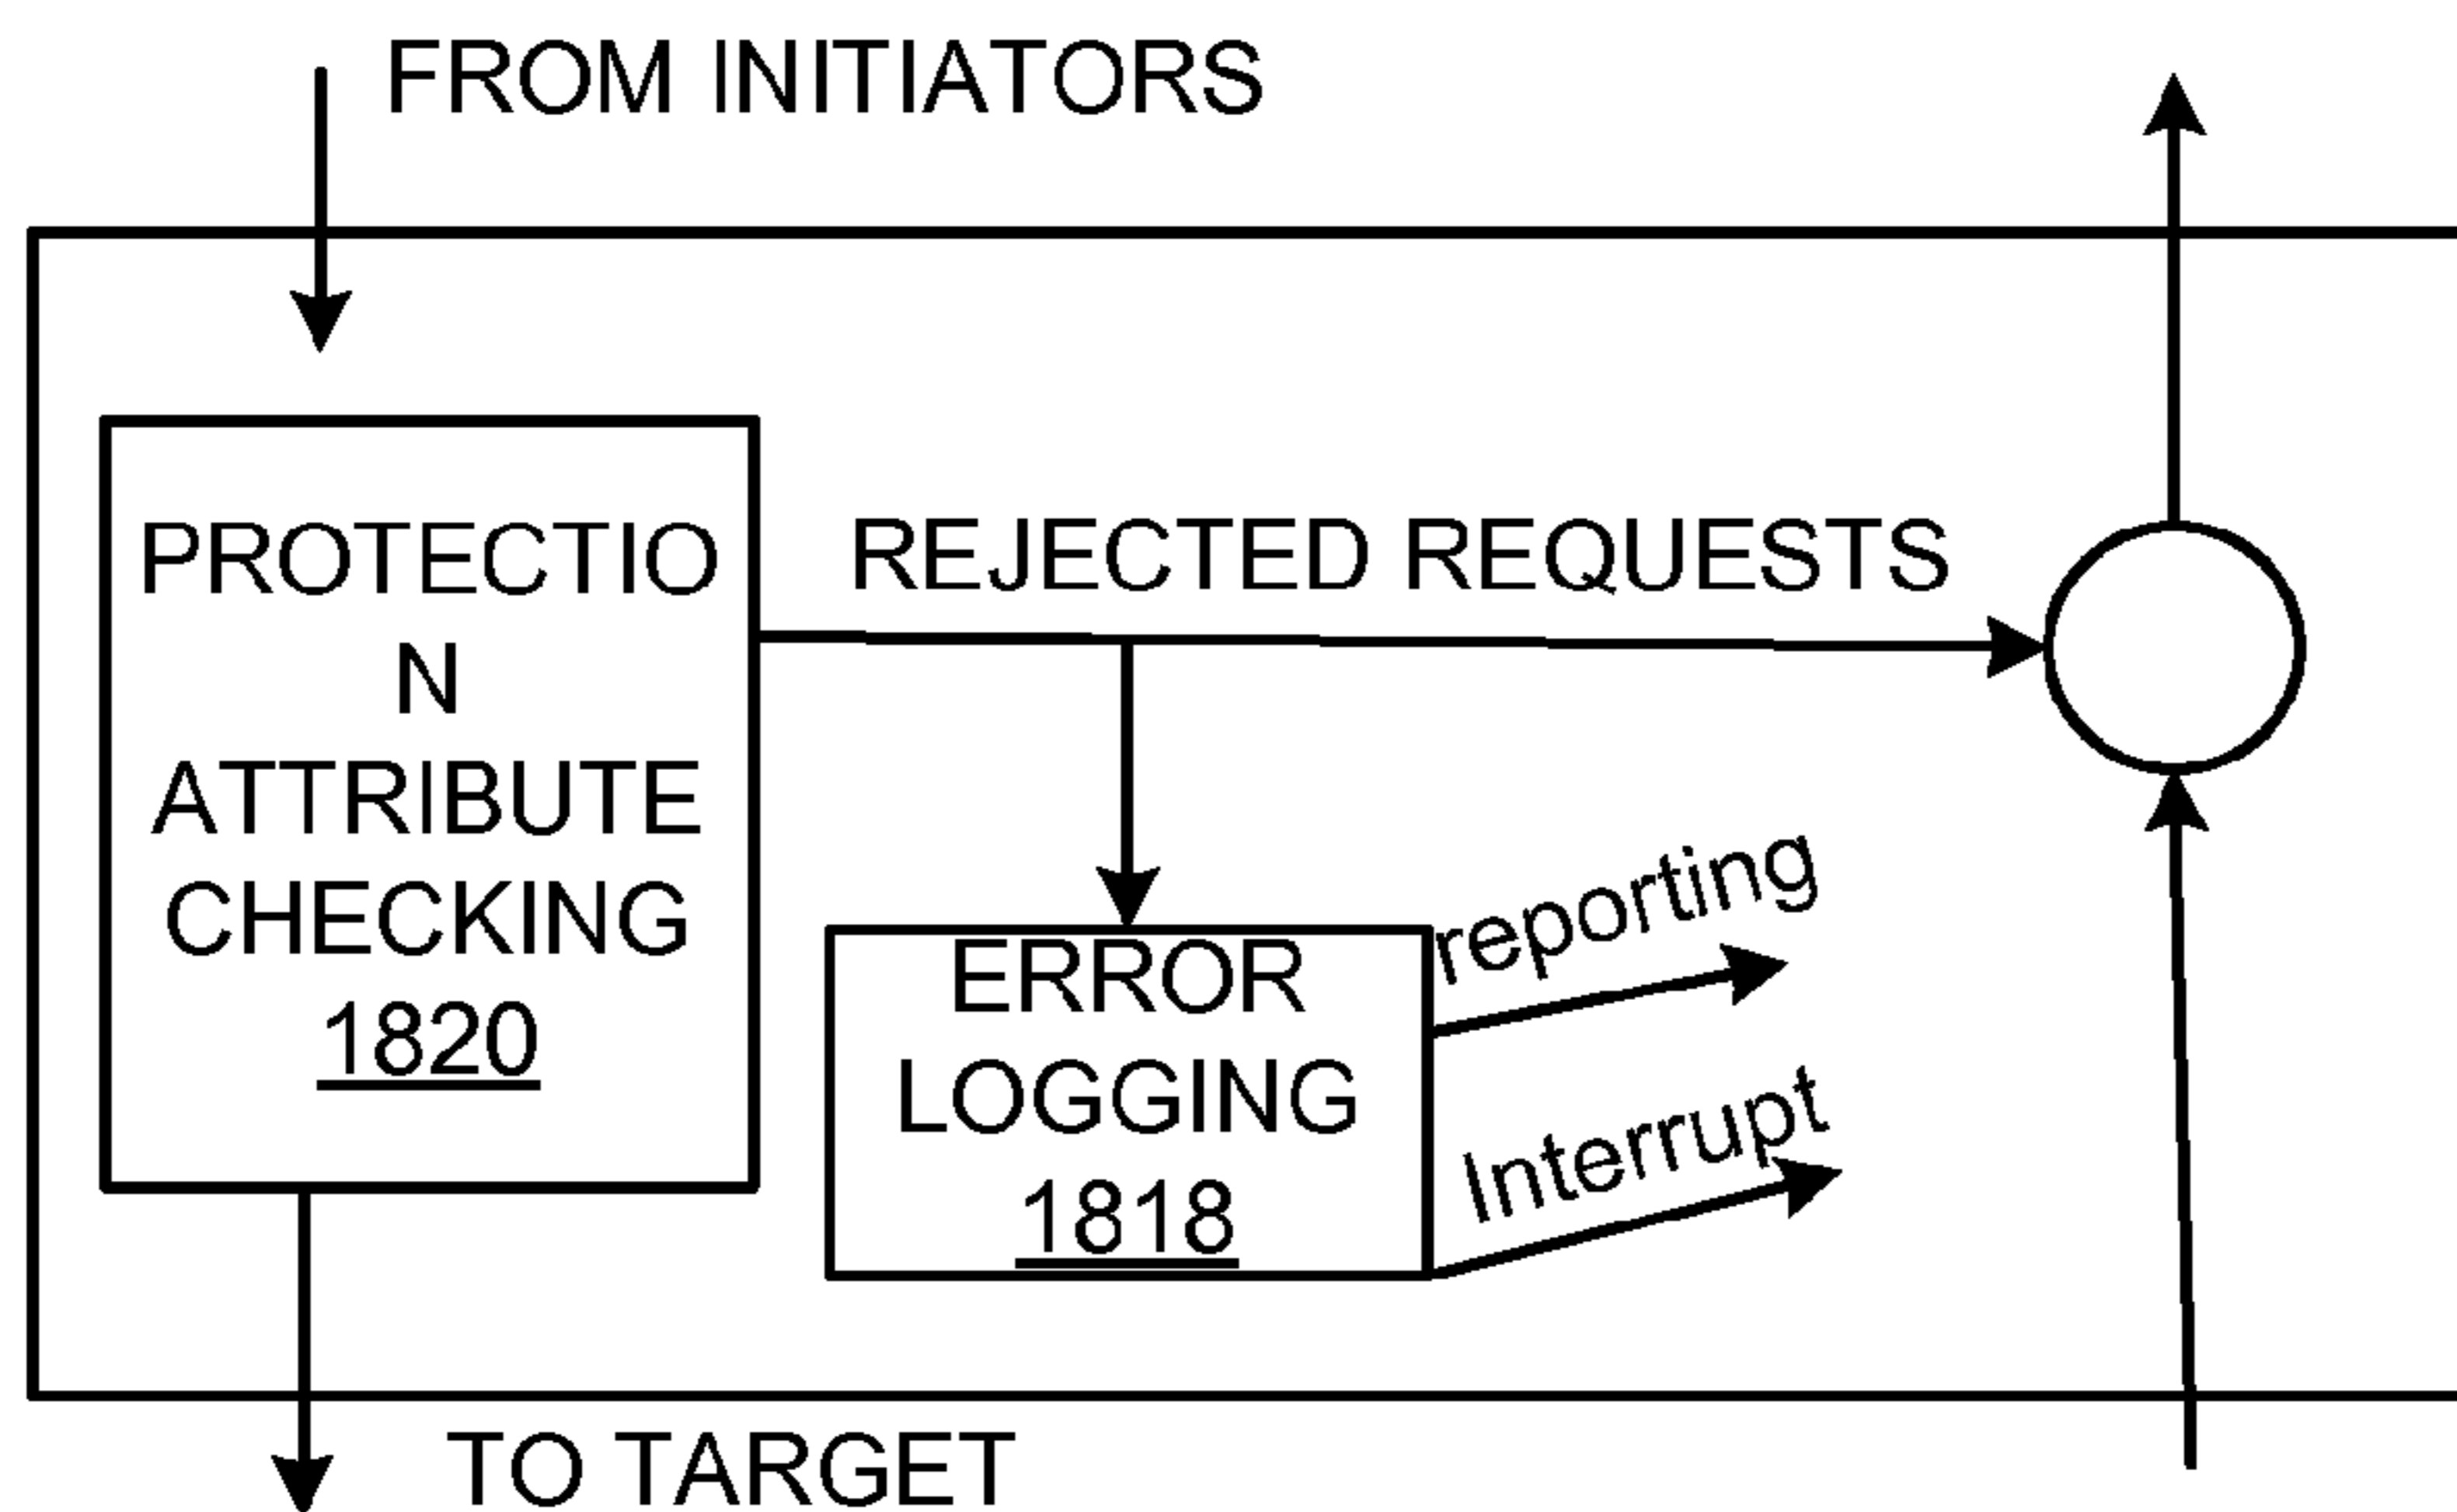 FROM INITIATORS
PROTECTIO
N
ATTRIBUTE
CHECKING
1820
REJECTED REQUESTS
ERROR
LOGGING
1818
reporting
Interrupt
TO TARGET